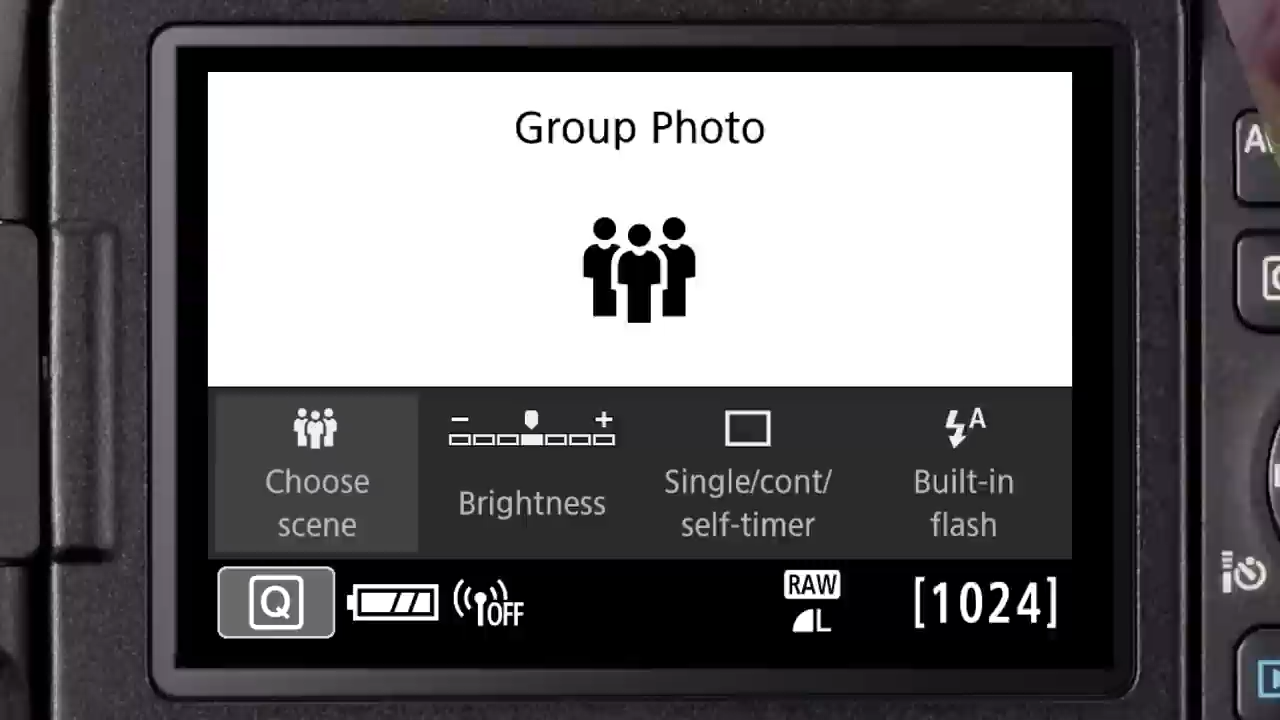 Group Photo
Choose scene
− +
Brightness
Single/cont/
self-timer
A
Built-in
flash
Q
OFF
RAW
L
[1024]
A
Q